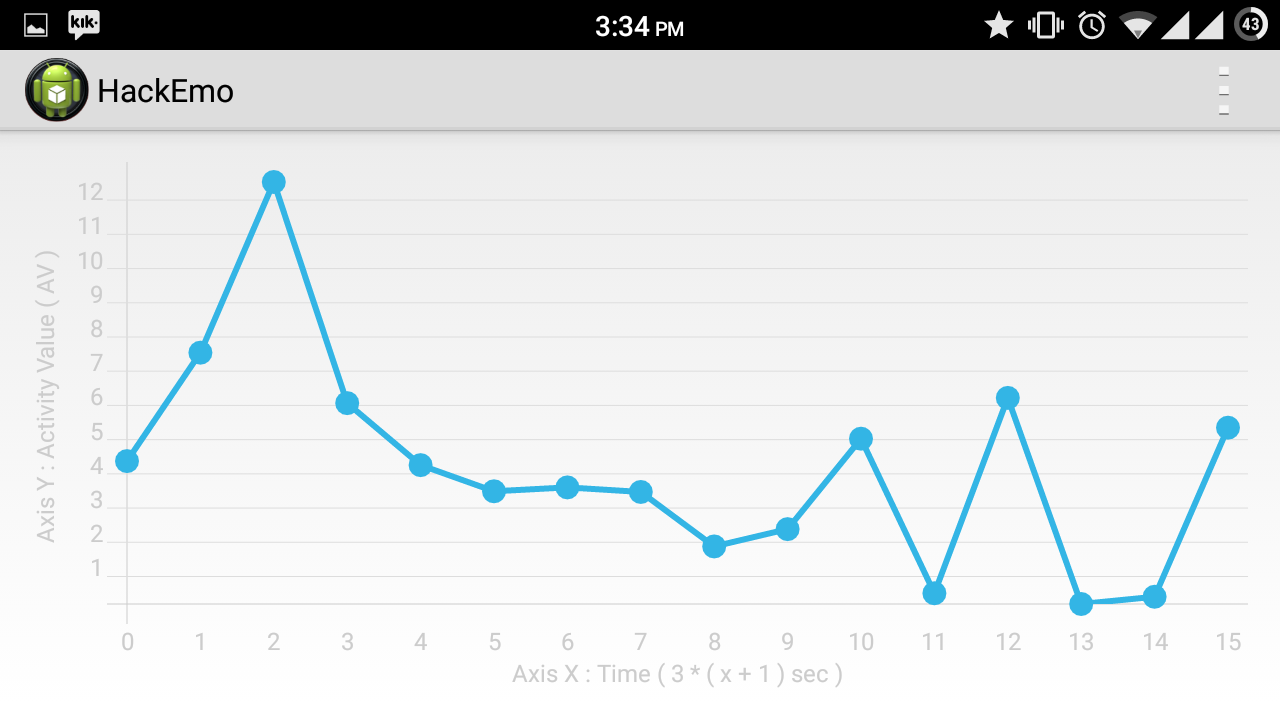 kik. 3:34 PM 43
HackEmo
Axis Y : Activity Value ( AV )
12
11
10
9
8
7
6
5
4
3
2
1
0 1 2 3 4 5 6 7 8 9 10 11 12 13 14 15
Axis X : Time ( 3 * ( x + 1 ) sec )